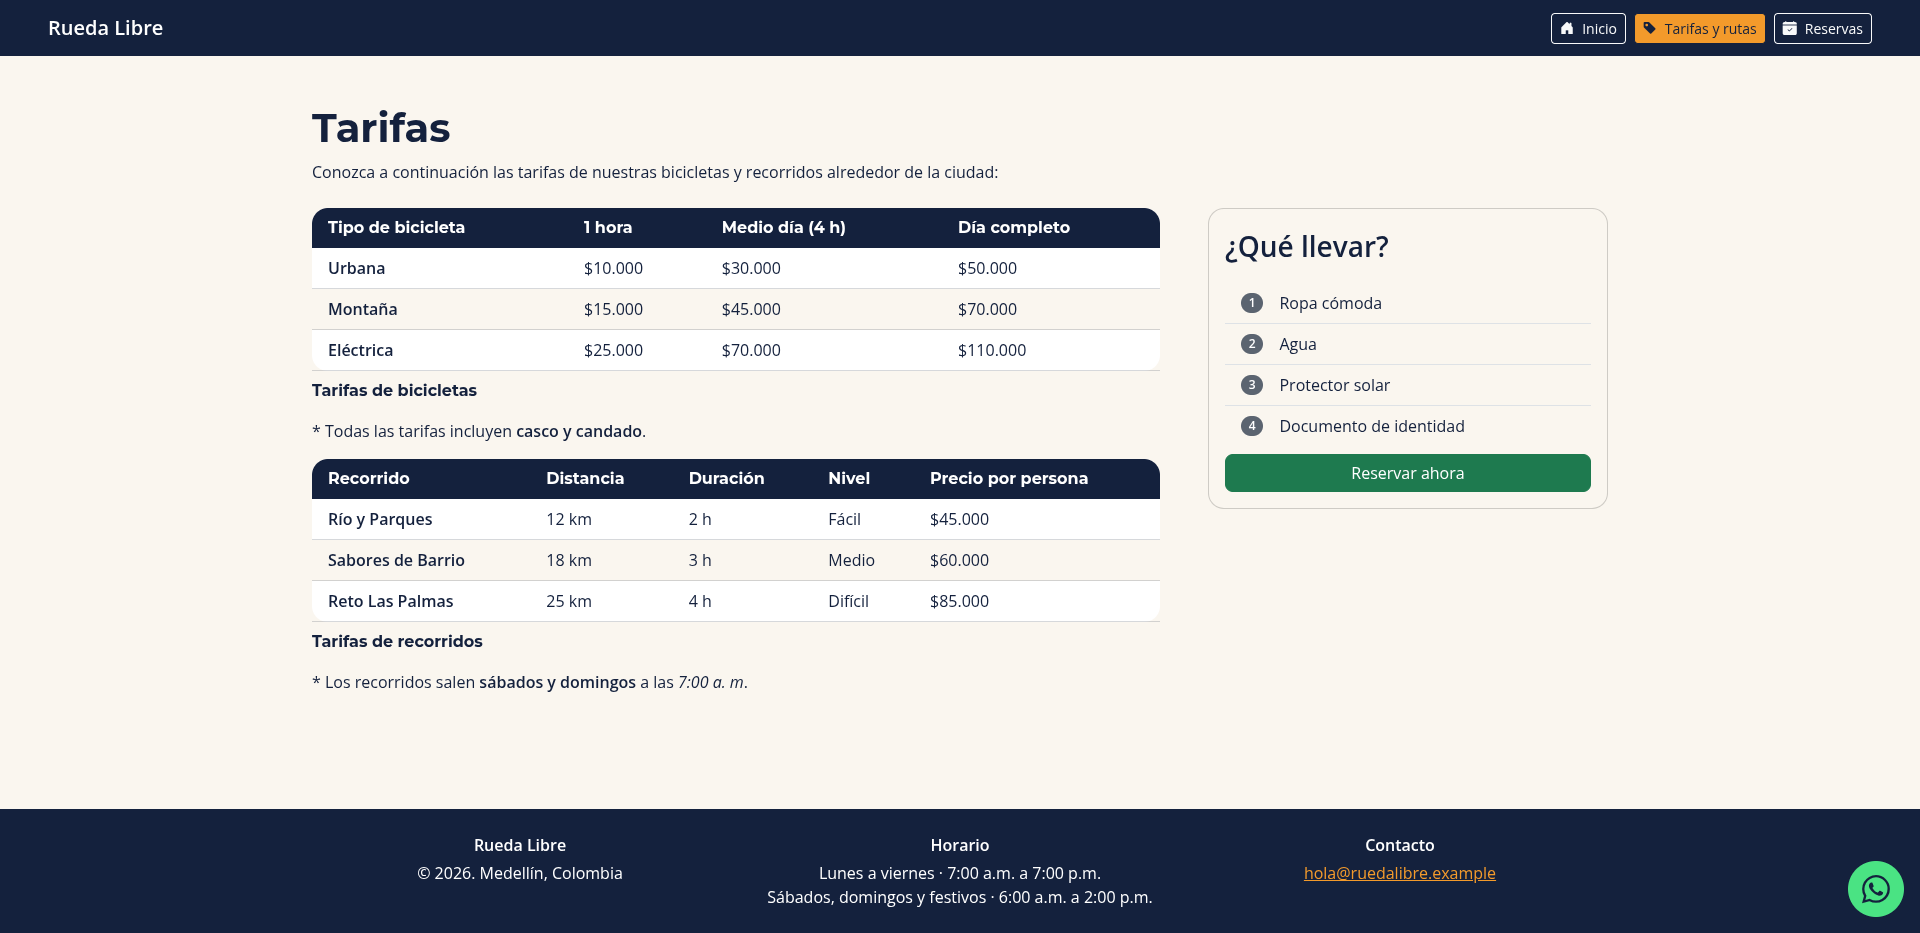 Rueda Libre
Inicio
Tarifas y rutas
Reservas
Tarifas
Conozca a continuación las tarifas de nuestras bicicletas y recorridos alrededor de la ciudad:
Tipo de bicicleta 1 hora Medio día (4 h) Día completo
Urbana $10.000 $30.000 $50.000
Montaña $15.000 $45.000 $70.000
Eléctrica $25.000 $70.000 $110.000
Tarifas de bicicletas
* Todas las tarifas incluyen casco y candado.
Recorrido Distancia Duración Nivel Precio por persona
Río y Parques 12 km 2 h Fácil $45.000
Sabores de Barrio 18 km 3 h Medio $60.000
Reto Las Palmas 25 km 4 h Difícil $85.000
Tarifas de recorridos
* Los recorridos salen sábados y domingos a las 7:00 a. m.
¿Qué llevar?
1 Ropa cómoda
2 Agua
3 Protector solar
4 Documento de identidad
Reservar ahora
Rueda Libre
© 2026. Medellín, Colombia
Horario
Lunes a viernes · 7:00 a.m. a 7:00 p.m.
Sábados, domingos y festivos · 6:00 a.m. a 2:00 p.m.
Contacto
hola@ruedalibre.example